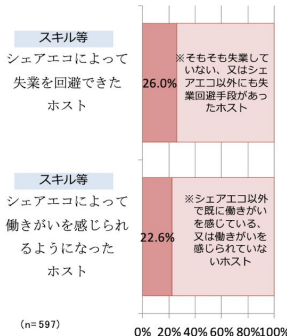 スキル等
シェアエコによって
失業を回避できた
ホスト
26.0%
※そもそも失業して
いない、又はシェ
アエコ以外にも失
業回避手段があっ
たホスト
スキル等
シェアエコによって
働きがいを感じられ
るようになった
ホスト
22.6%
※シェアエコ以外
で既に働きがい
を感じている、
又は働きがいを
感じられていな
いホスト
(n=597)
0% 20% 40% 60% 80%100%